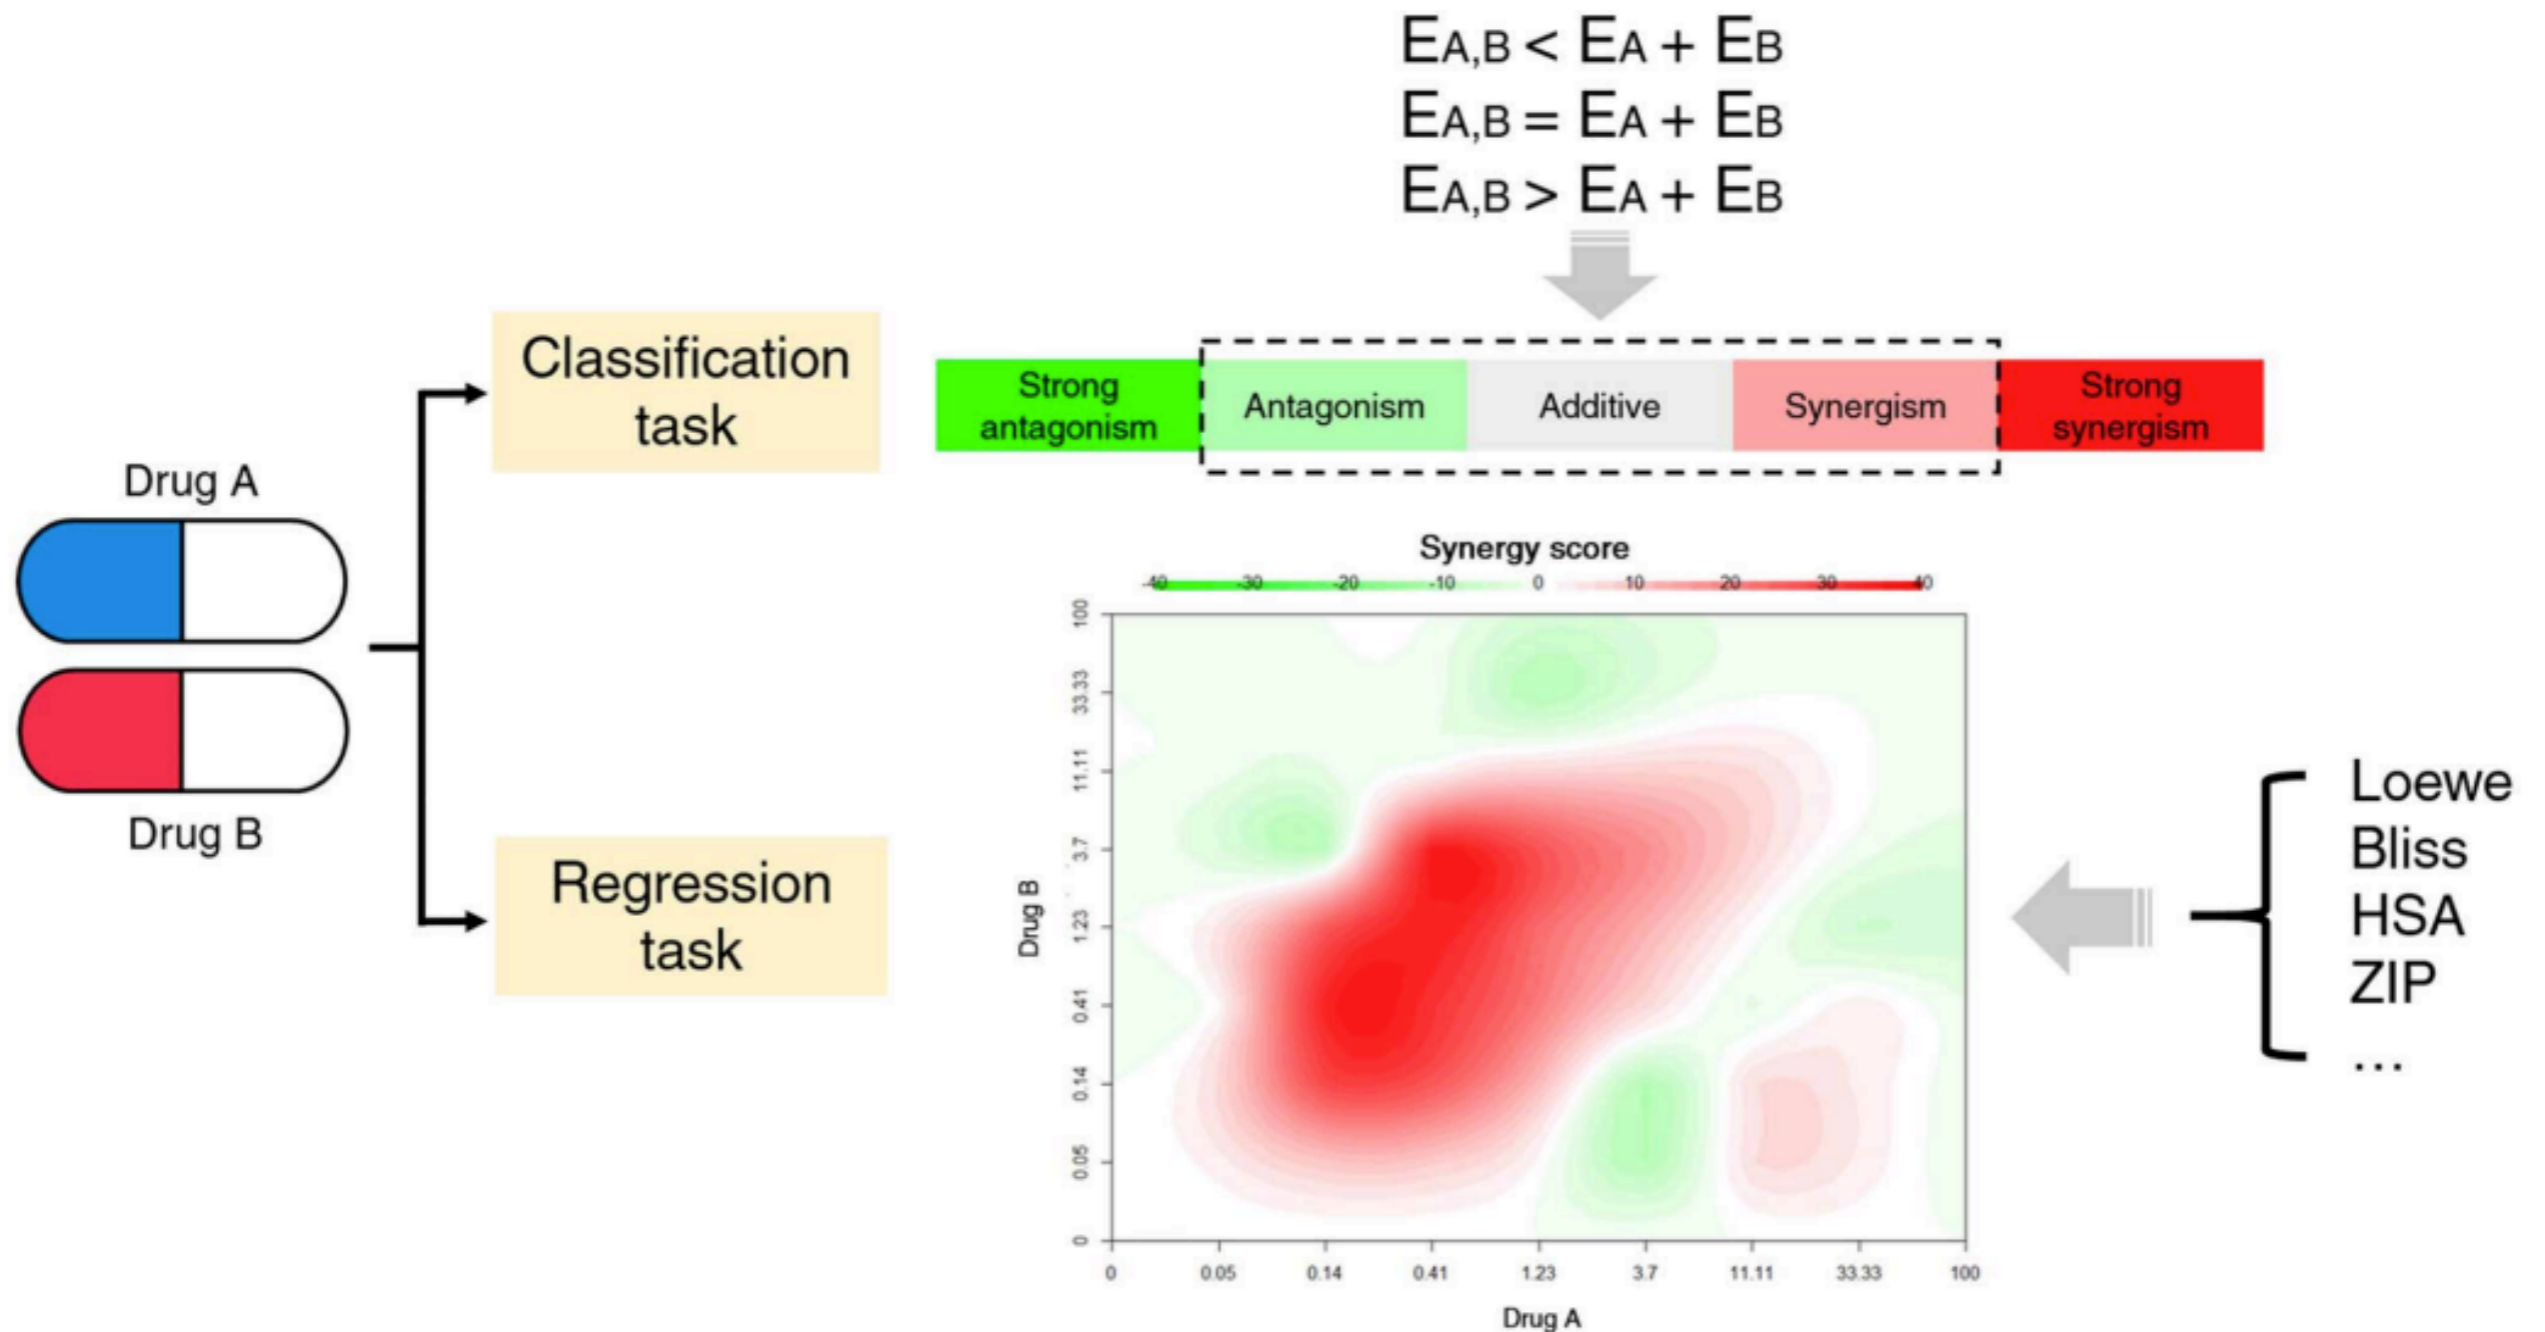 EA,B < EA + EB
EA,B = EA + EB
EA,B > EA + EB
Classification
task
Strong
antagonism
Antagonism
Additive
Synergism
Strong
synergism
Drug A
Drug B
Regression
task
Synergy score
-40 -30 -20 -10 0 10 20 30 40
100
33.33
11.11
3.7
1.23
0.41
0.14
0.05
0
Drug B
0 0.05 0.14 0.41 1.23 3.7 11.11 33.33 100
Drug A
Loewe
Bliss
HSA
ZIP
...